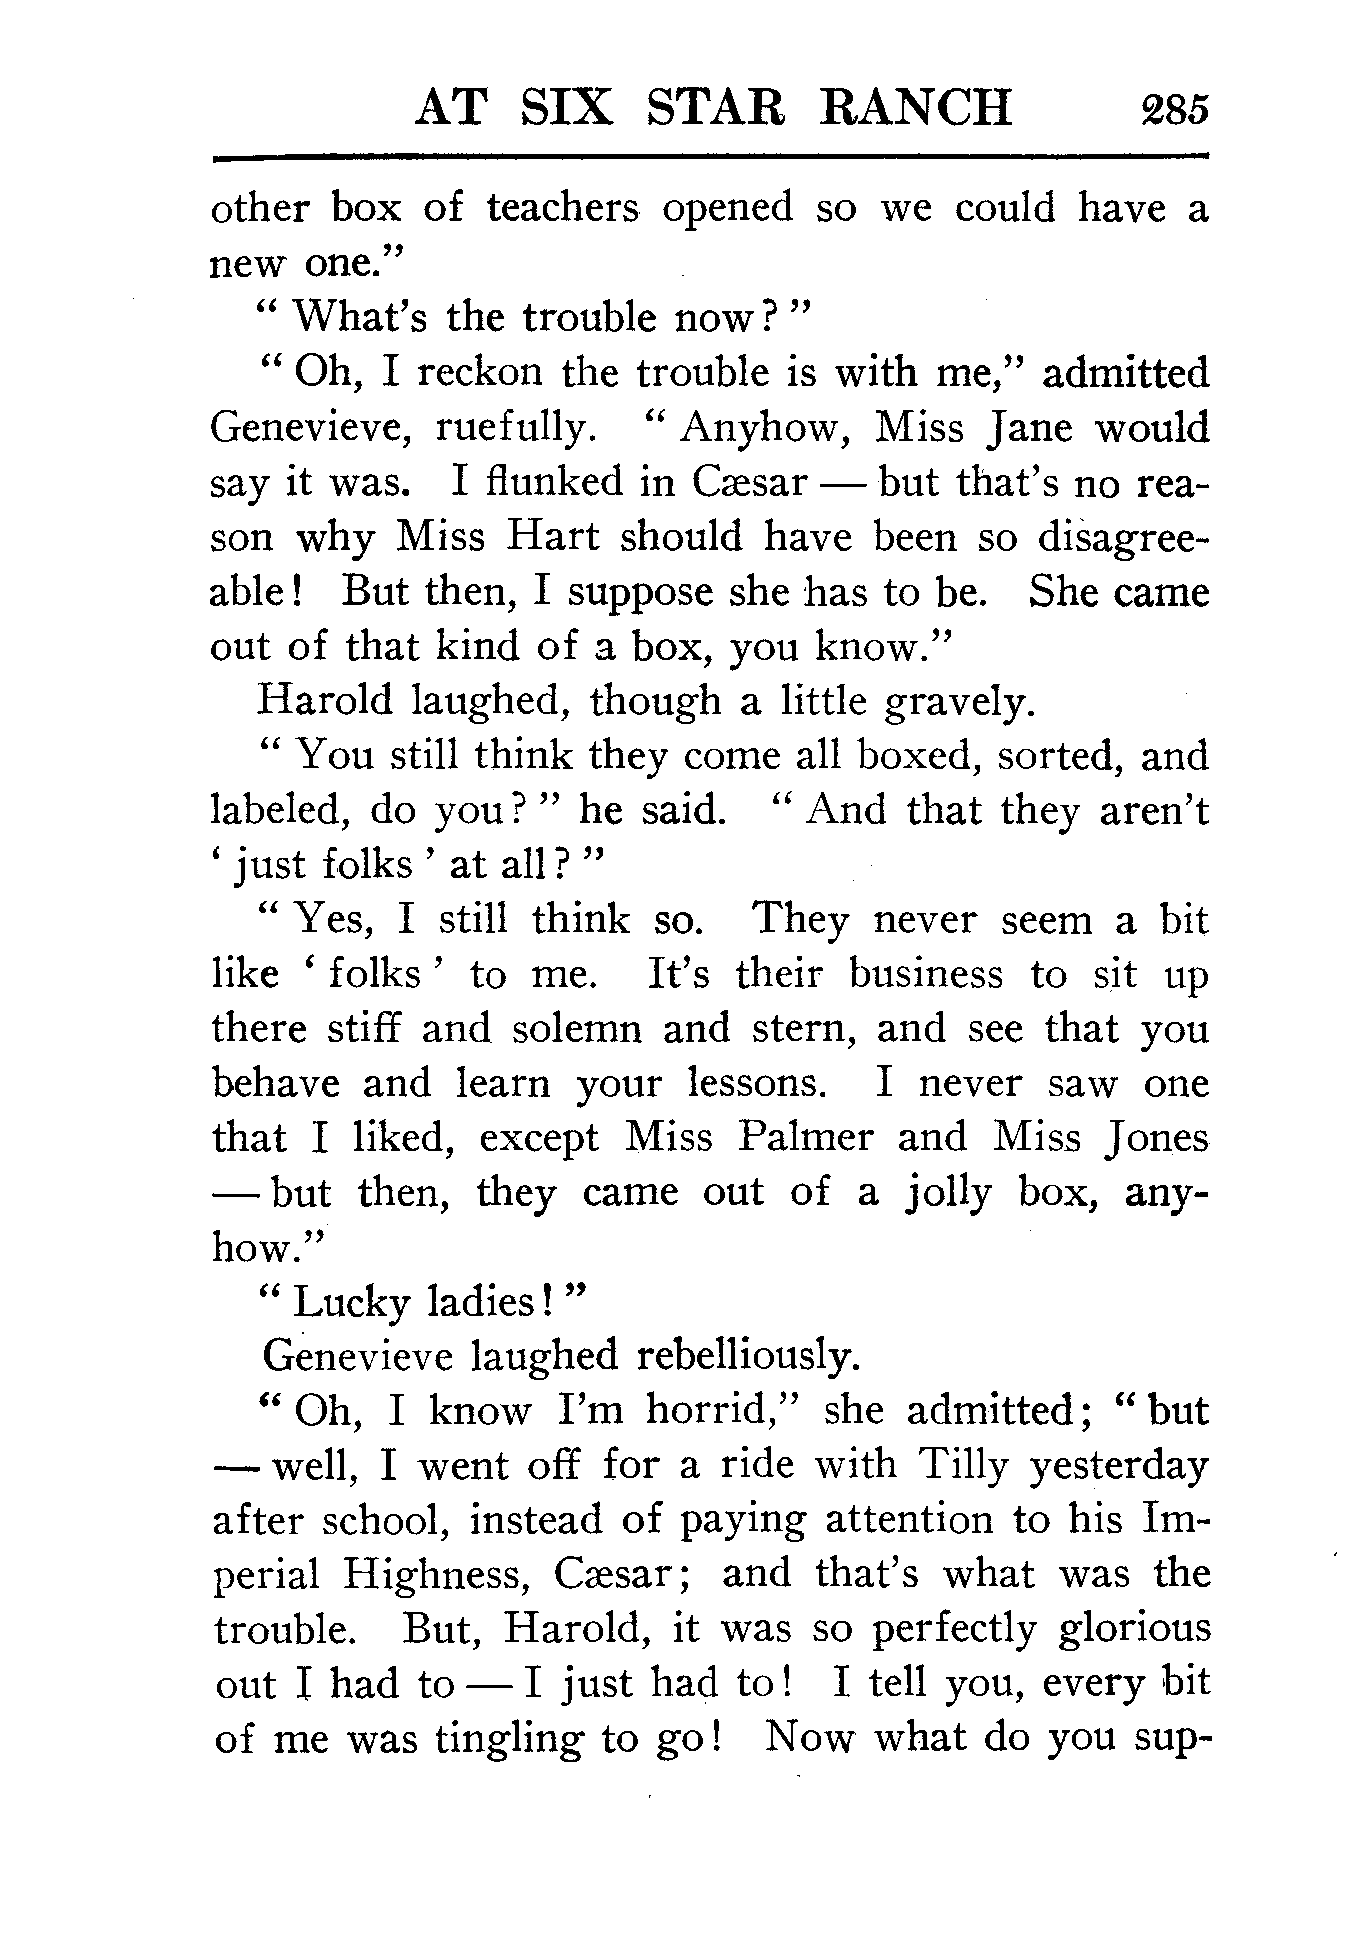 AT SIX STAR RANCH 285
other box of teachers opened so we could have a
new one."
" What's the trouble now? "
" Oh, I reckon the trouble is with me," admitted
Genevieve, ruefully. " Anyhow, Miss Jane would
say it was. I flunked in Cæsar — but that's no rea-
son why Miss Hart should have been so disagree-
able! But then, I suppose she has to be. She came
out of that kind of a box, you know."
Harold laughed, though a little gravely.
" You still think they come all boxed, sorted, and
labeled, do you? " he said. " And that they aren't
' just folks ' at all? "
" Yes, I still think so. They never seem a bit
like ' folks ' to me. It's their business to sit up
there stiff and solemn and stern, and see that you
behave and learn your lessons. I never saw one
that I liked, except Miss Palmer and Miss Jones
— but then, they came out of a jolly box, any-
how."
" Lucky ladies! "
Genevieve laughed rebelliously.
" Oh, I know I'm horrid," she admitted; " but
— well, I went off for a ride with Tilly yesterday
after school, instead of paying attention to his Im-
perial Highness, Cæsar; and that's what was the
trouble. But, Harold, it was so perfectly glorious
out I had to — I just had to! I tell you, every bit
of me was tingling to go! Now what do you sup-